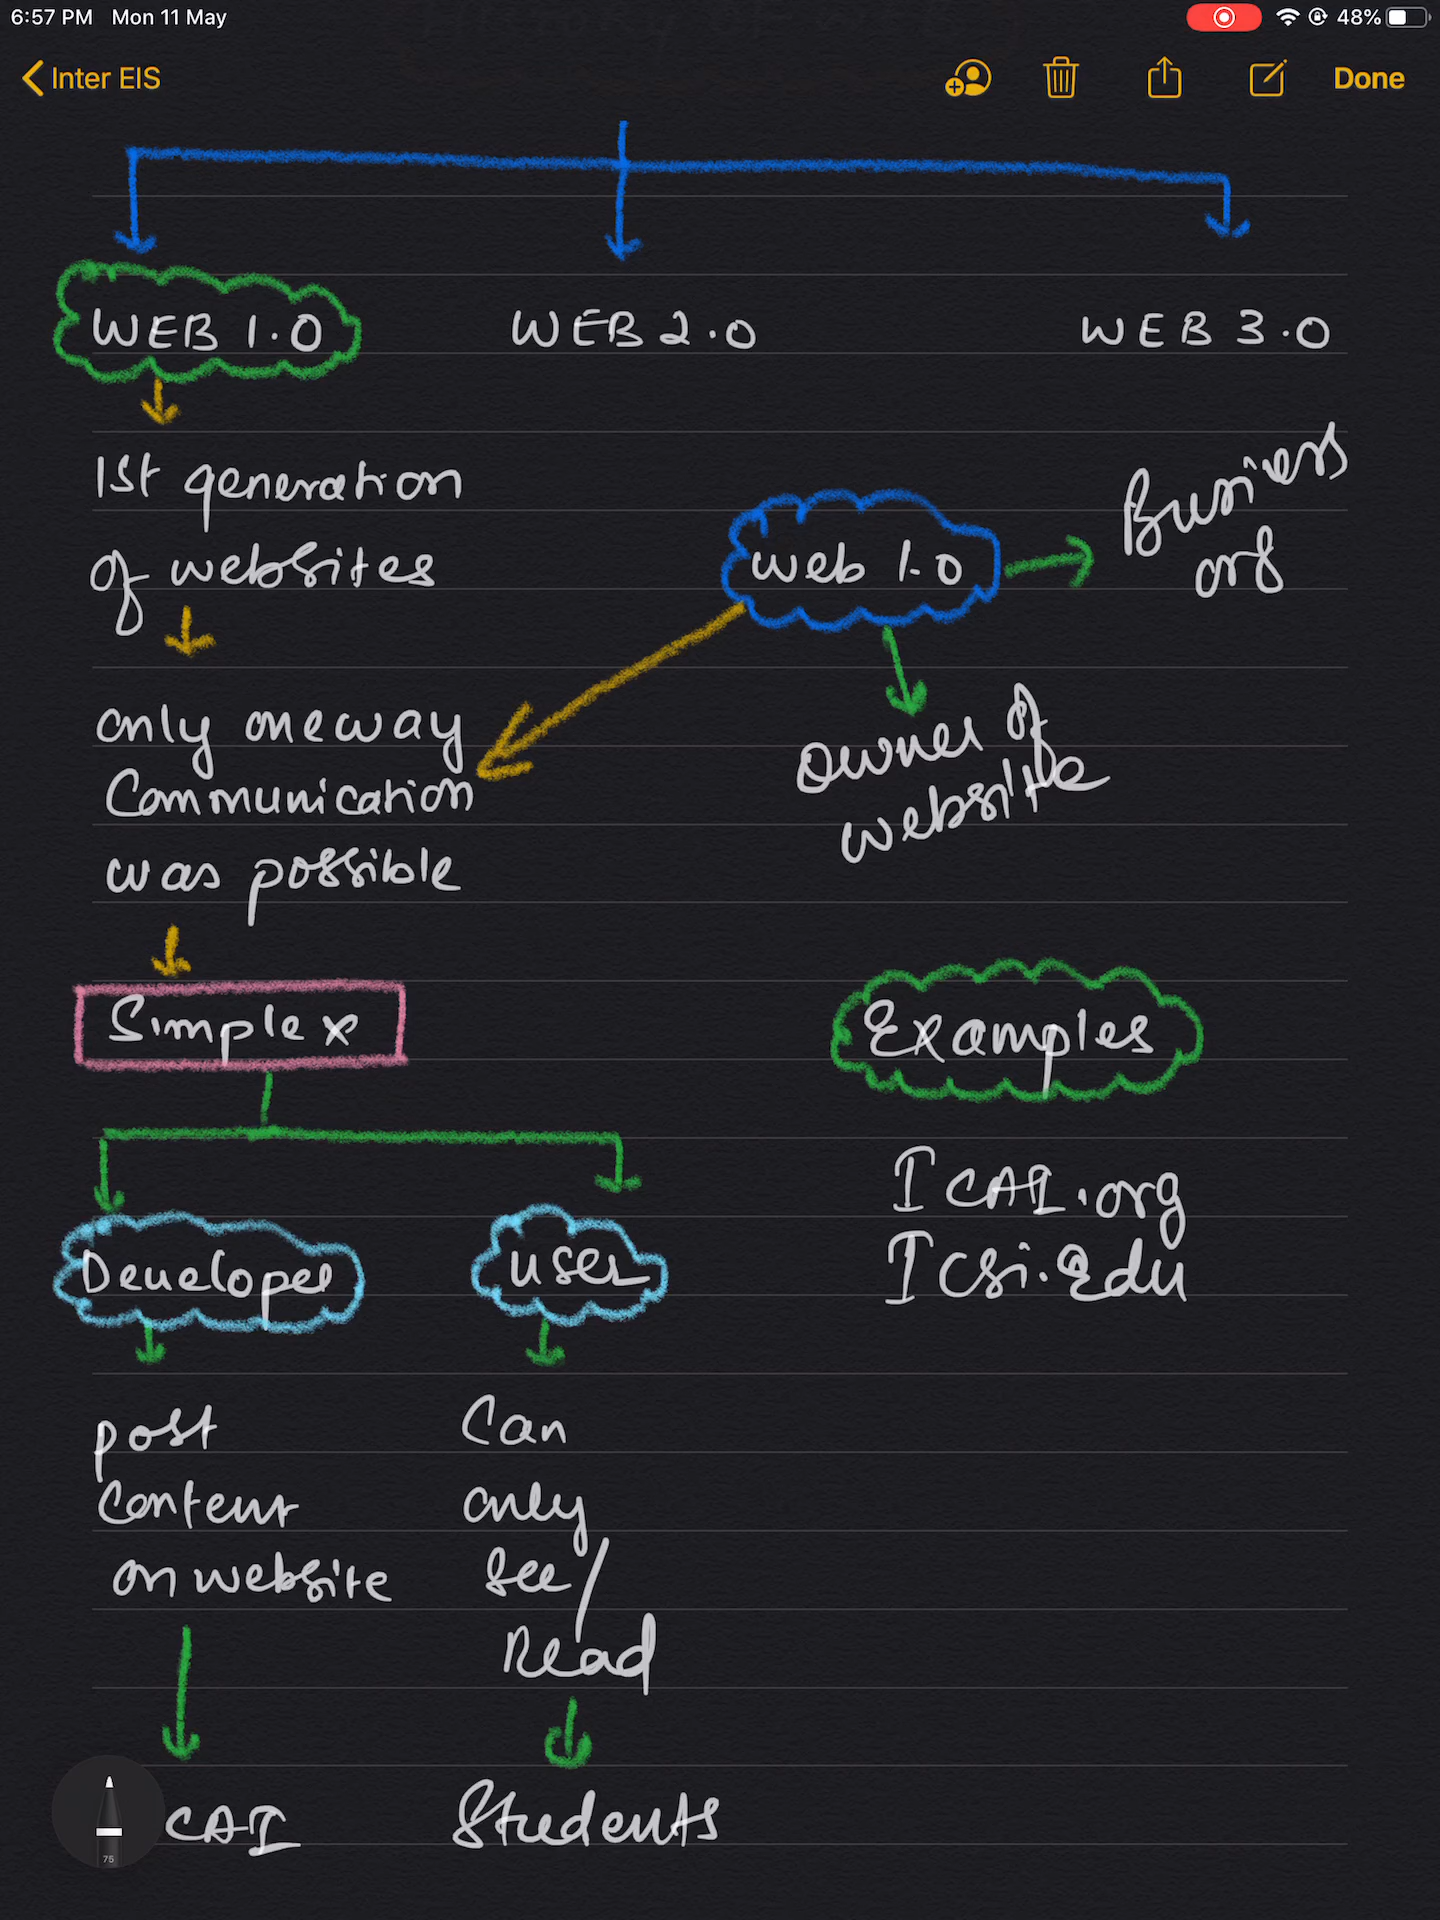 6:57 PM Mon 11 May
48%
Inter EIS
Done
WEB 1.0
WEB 2.0
WEB 3.0
1st generation
of websites
web 1.0
Business
org
only oneway
Communication
was possible
Owner of
website
Simplex
Examples
ICAI.org
Icsi.Edu
Developer
user
post
Content
on website
Can
only
see/
Read
CAI
Students
75